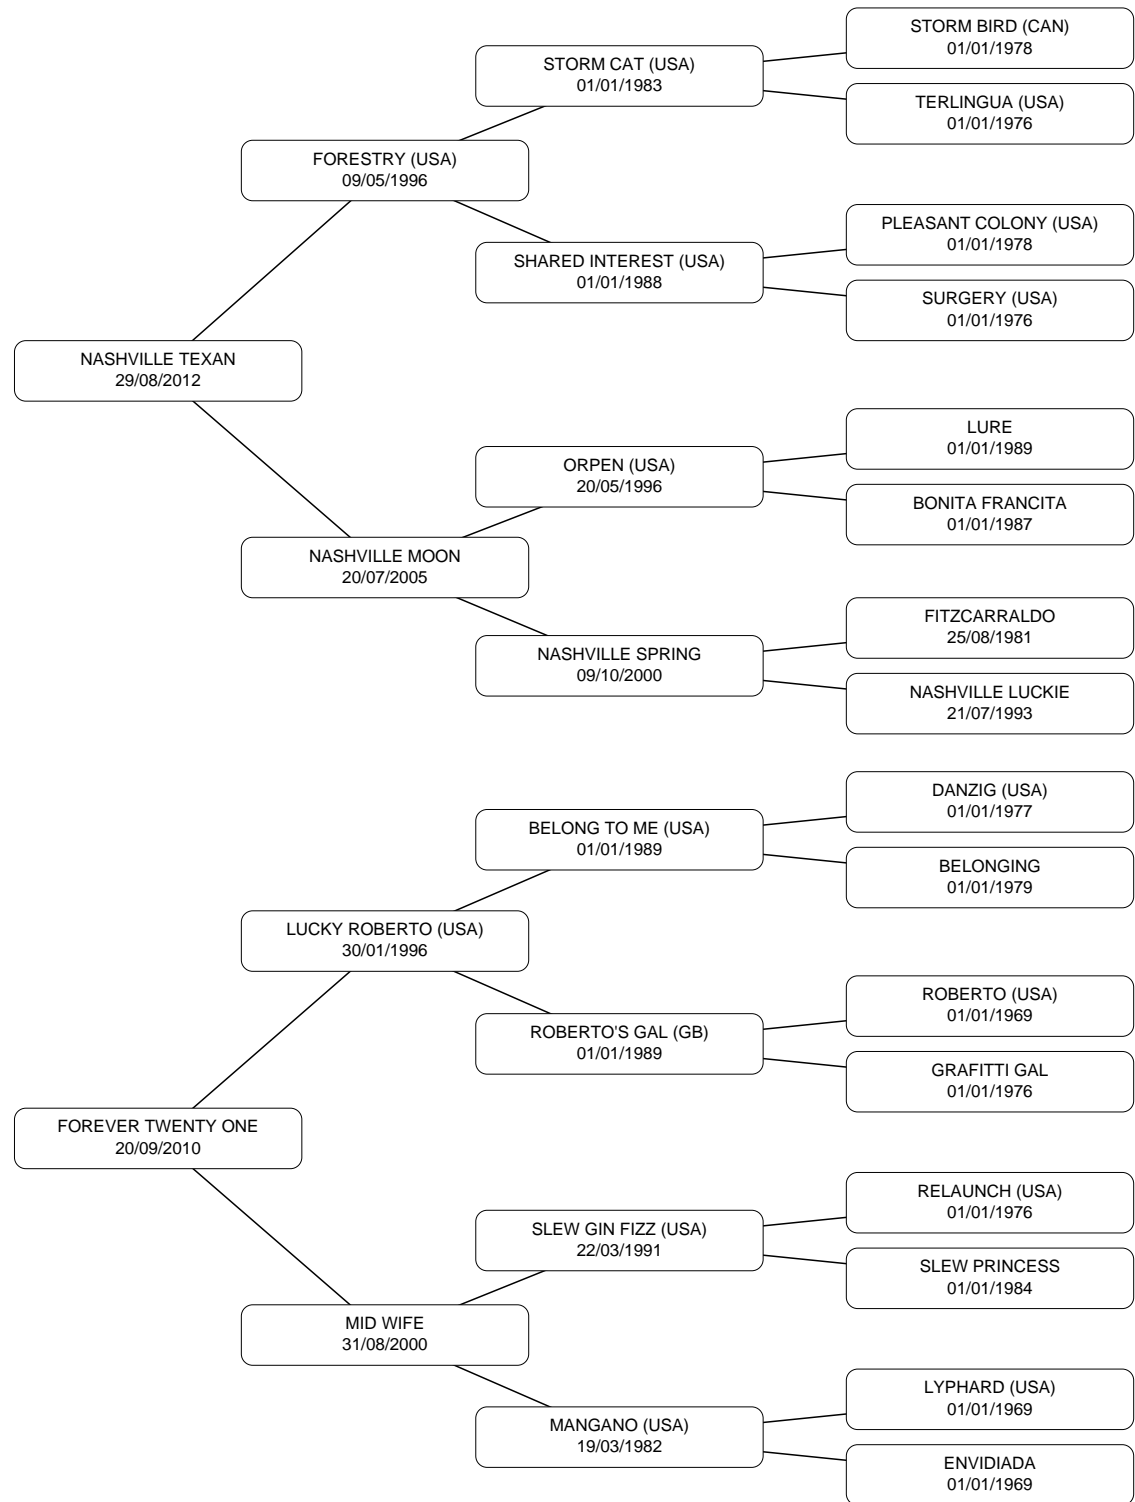 STORM BIRD (CAN)
01/01/1978
STORM CAT (USA)
01/01/1983
TERLINGUA (USA)
01/01/1976
FORESTRY (USA)
09/05/1996
PLEASANT COLONY (USA)
01/01/1978
SHARED INTEREST (USA)
01/01/1988
SURGERY (USA)
01/01/1976
NASHVILLE TEXAN
29/08/2012
LURE
01/01/1989
ORPEN (USA)
20/05/1996
BONITA FRANCITA
01/01/1987
NASHVILLE MOON
20/07/2005
FITZCARRALDO
25/08/1981
NASHVILLE SPRING
09/10/2000
NASHVILLE LUCKIE
21/07/1993
DANZIG (USA)
01/01/1977
BELONG TO ME (USA)
01/01/1989
BELONGING
01/01/1979
LUCKY ROBERTO (USA)
30/01/1996
ROBERTO (USA)
01/01/1969
ROBERTO'S GAL (GB)
01/01/1989
GRAFITTI GAL
01/01/1976
FOREVER TWENTY ONE
20/09/2010
RELAUNCH (USA)
01/01/1976
SLEW GIN FIZZ (USA)
22/03/1991
SLEW PRINCESS
01/01/1984
MID WIFE
31/08/2000
LYPHARD (USA)
01/01/1969
MANGANO (USA)
19/03/1982
ENVIDIADA
01/01/1969